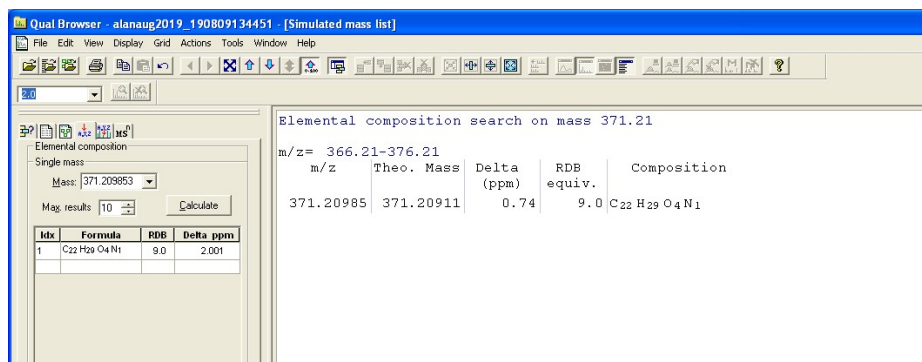 Qual Browser - alanaug2019_190809134451 - [Simulated mass list]
File Edit View Display Grid Actions Tools Window Help
2.0
Elemental composition
Single mass
Mass: 371.209853
Max. results 10 Calculate
Idx Formula RDB Delta ppm
1 C22 H29 O4 N1 9.0 2.001
Elemental composition search on mass 371.21
m/z= 366.21-376.21
m/z Theo. Mass Delta RDB Composition
(ppm) equiv.
371.20985 371.20911 0.74 9.0 C22 H29 O4 N1